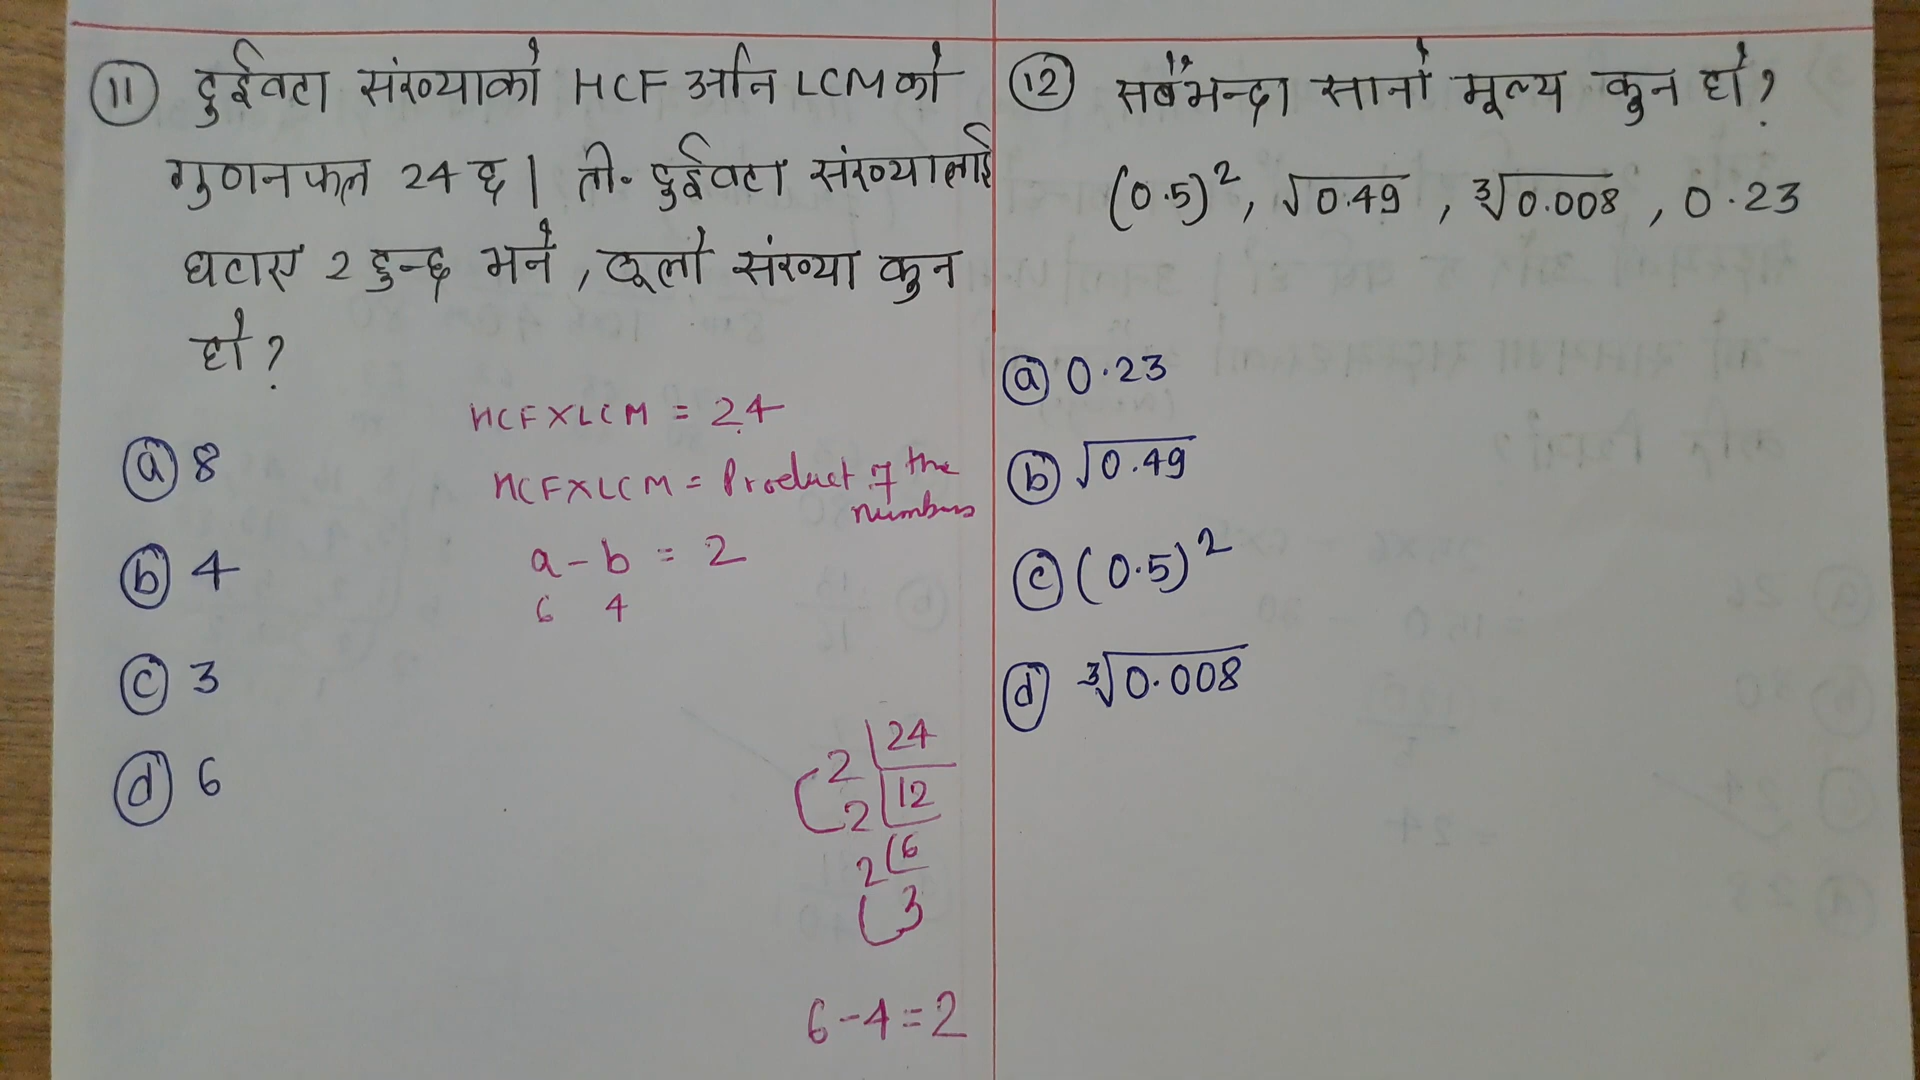 11 दुईवटा संख्याको HCF अनि LCM को
गुणनफल 24 छ । ती दुईवटा संख्यालाई
घटाए 2 हुन्छ भने , ठूलो संख्या कुन
हो ?
HCF X LCM = 24
a 8
HCF X LCM = Product of the
numbers
a - b = 2
b 4
6 4
c 3
d 6
2 24
2 12
2 6
3
6 - 4 = 2
12 सबैभन्दा सानो मूल्य कुन हो ?
(0.5)², √0.49 , ∛0.008 , 0.23
a 0.23
b √0.49
c (0.5)²
d ∛0.008